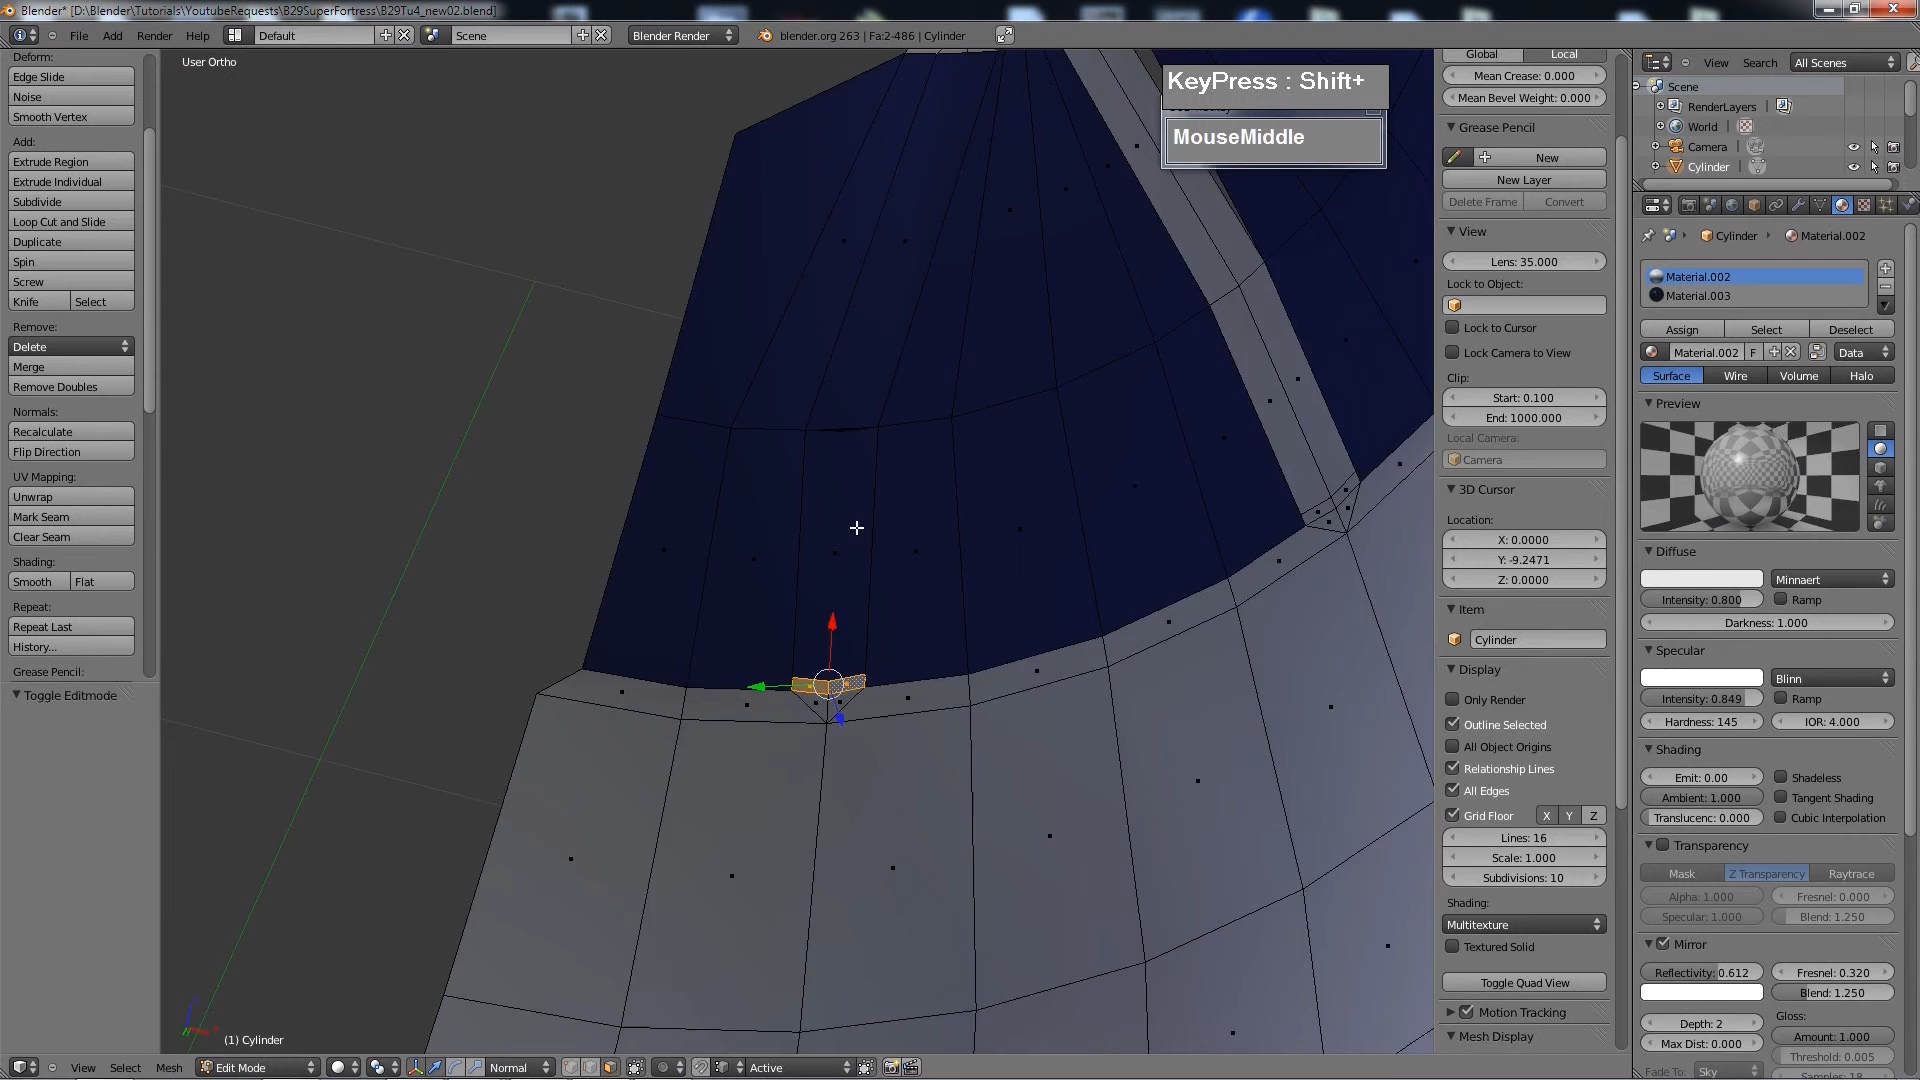 Blender* [D:\Blender\Tutorials\YoutubeRequests\B29SuperFortress\B29Tu4_new02.blend]
File Add Render Help Default Scene Blender Render blender.org 263 | Fa:2-486 | Cylinder
Deform:
Edge Slide
Noise
Smooth Vertex
Add:
Extrude Region
Extrude Individual
Subdivide
Loop Cut and Slide
Duplicate
Spin
Screw
Knife Select
Remove:
Delete
Merge
Remove Doubles
Normals:
Recalculate
Flip Direction
UV Mapping:
Unwrap
Mark Seam
Clear Seam
Shading:
Smooth Flat
Repeat:
Repeat Last
History...
Grease Pencil:
Toggle Editmode
User Ortho
KeyPress : Shift+
MouseMiddle
(1) Cylinder
View Select Mesh Edit Mode Normal Active
Global Local
Mean Crease: 0.000
Mean Bevel Weight: 0.000
Grease Pencil
New
New Layer
Delete Frame Convert
View
Lens: 35.000
Lock to Object:
Lock to Cursor
Lock Camera to View
Clip:
Start: 0.100
End: 1000.000
Local Camera:
Camera
3D Cursor
Location:
X: 0.0000
Y: -9.2471
Z: 0.0000
Item
Cylinder
Display
Only Render
Outline Selected
All Object Origins
Relationship Lines
All Edges
Grid Floor X Y Z
Lines: 16
Scale: 1.000
Subdivisions: 10
Shading:
Multitexture
Textured Solid
Toggle Quad View
Motion Tracking
Mesh Display
View Search All Scenes
Scene
RenderLayers
World
Camera
Cylinder
Cylinder Material.002
Material.002
Material.003
Assign Select Deselect
Material.002 F Data
Surface Wire Volume Halo
Preview
Diffuse
Minnaert
Intensity: 0.800 Ramp
Darkness: 1.000
Specular
Blinn
Intensity: 0.849 Ramp
Hardness: 145 IOR: 4.000
Shading
Emit: 0.00 Shadeless
Ambient: 1.000 Tangent Shading
Translucenc: 0.000 Cubic Interpolation
Transparency
Mask Z Transparency Raytrace
Alpha: 1.000 Fresnel: 0.000
Specular: 1.000 Blend: 1.250
Mirror
Reflectivity: 0.612 Fresnel: 0.320
Blend: 1.250
Gloss:
Depth: 2 Amount: 1.000
Max Dist: 0.000 Threshold: 0.005
Fade To: Sky Samples: 18